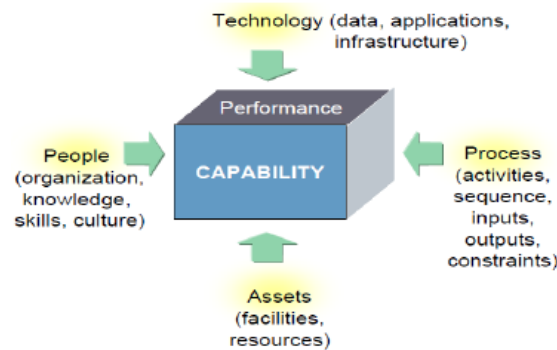 Technology (data, applications,
infrastructure)
Performance
CAPABILITY
People
(organization,
knowledge,
skills, culture)
Process
(activities,
sequence,
inputs,
outputs,
constraints)
Assets
(facilities,
resources)